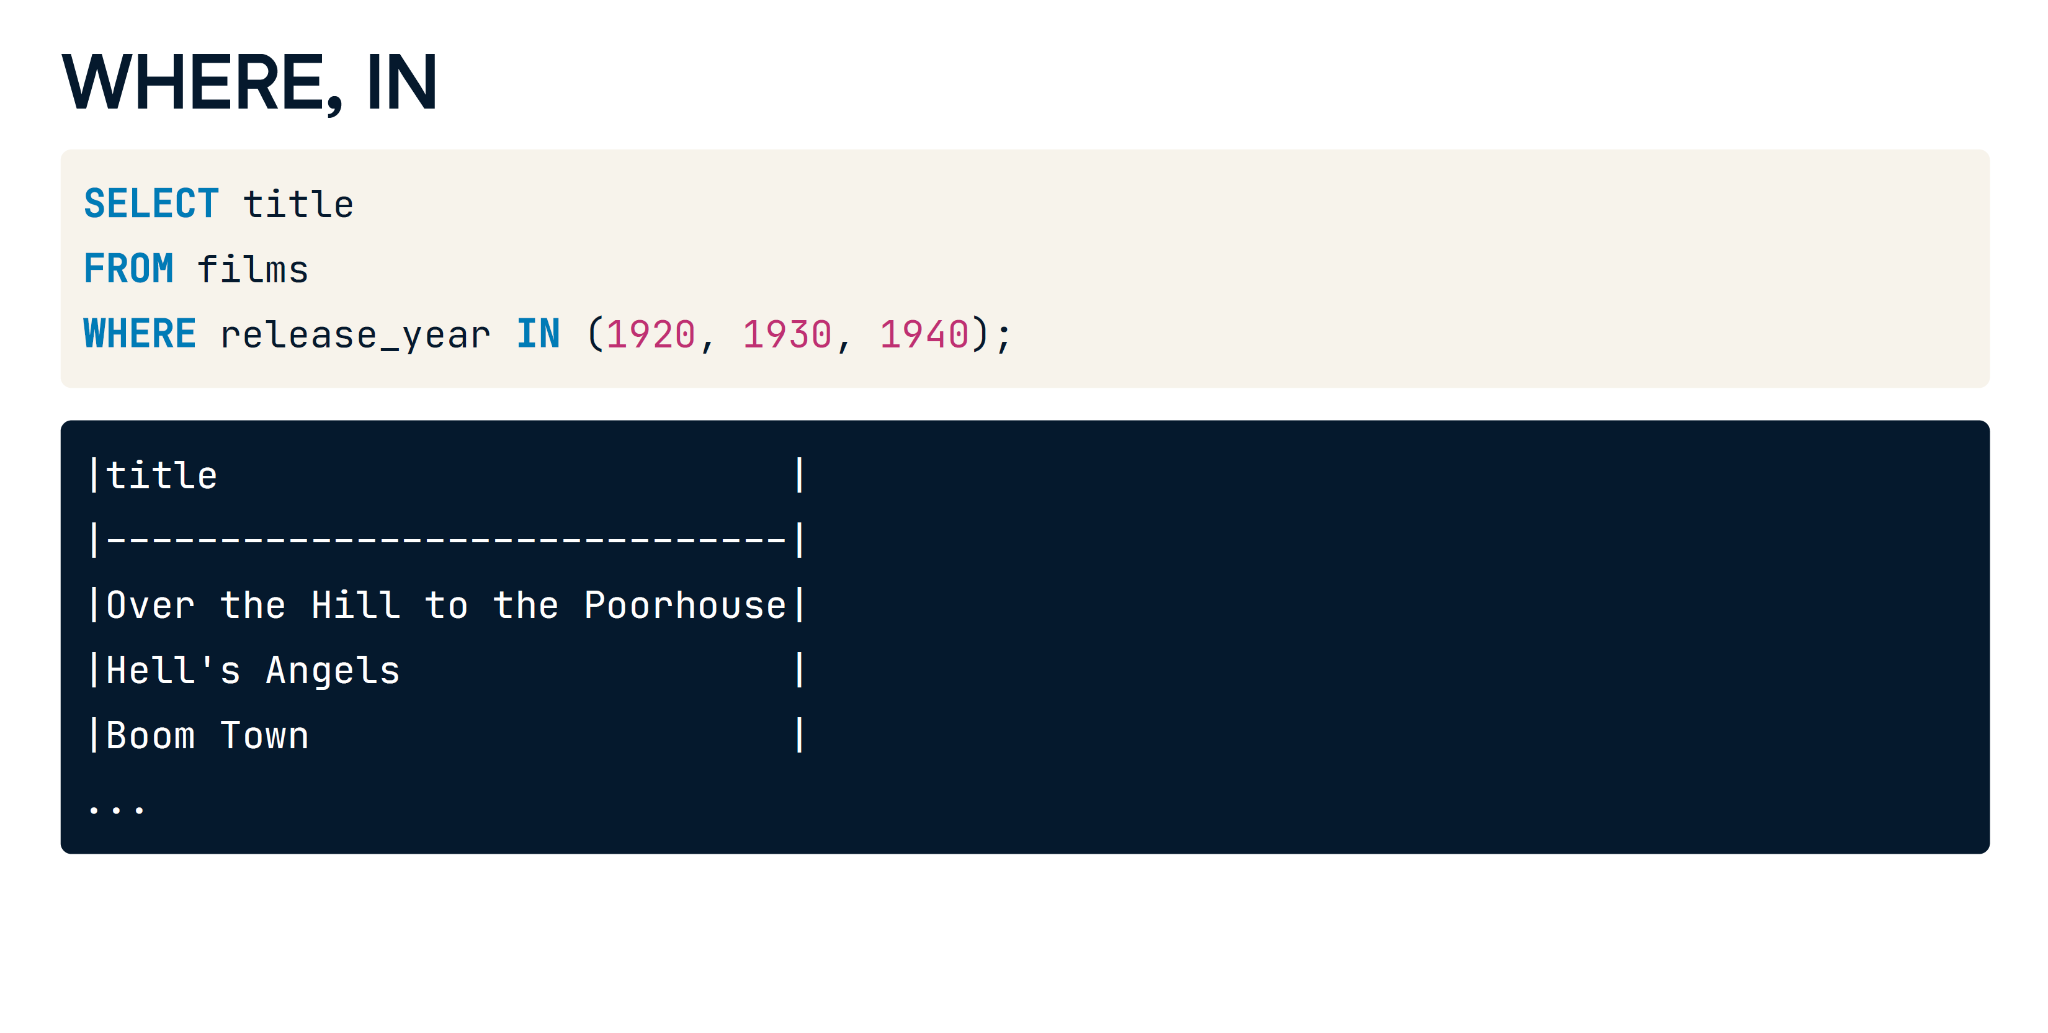 WHERE, IN
SELECT title
FROM films
WHERE release_year IN (1920, 1930, 1940);
|title                         |
|------------------------------|
|Over the Hill to the Poorhouse|
|Hell's Angels                 |
|Boom Town                     |
...